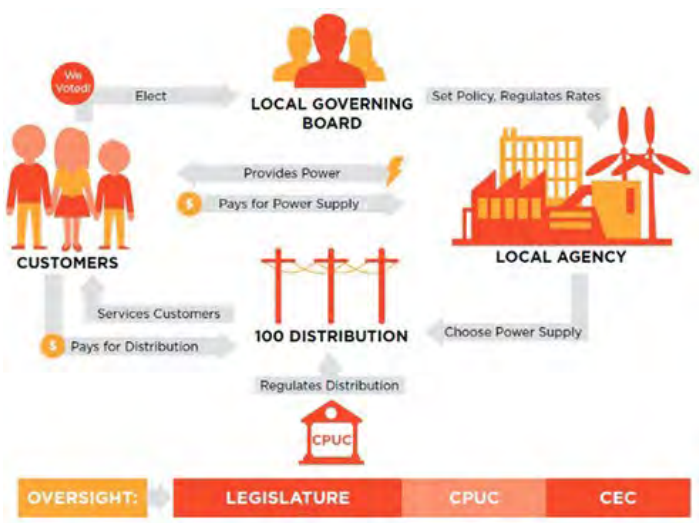 We
Voted!
Elect
LOCAL GOVERNING
BOARD
Set Policy, Regulates Rates
Provides Power
$
Pays for Power Supply
CUSTOMERS
LOCAL AGENCY
Services Customers
$
Pays for Distribution
100 DISTRIBUTION
Choose Power Supply
Regulates Distribution
CPUC
OVERSIGHT:
LEGISLATURE
CPUC
CEC